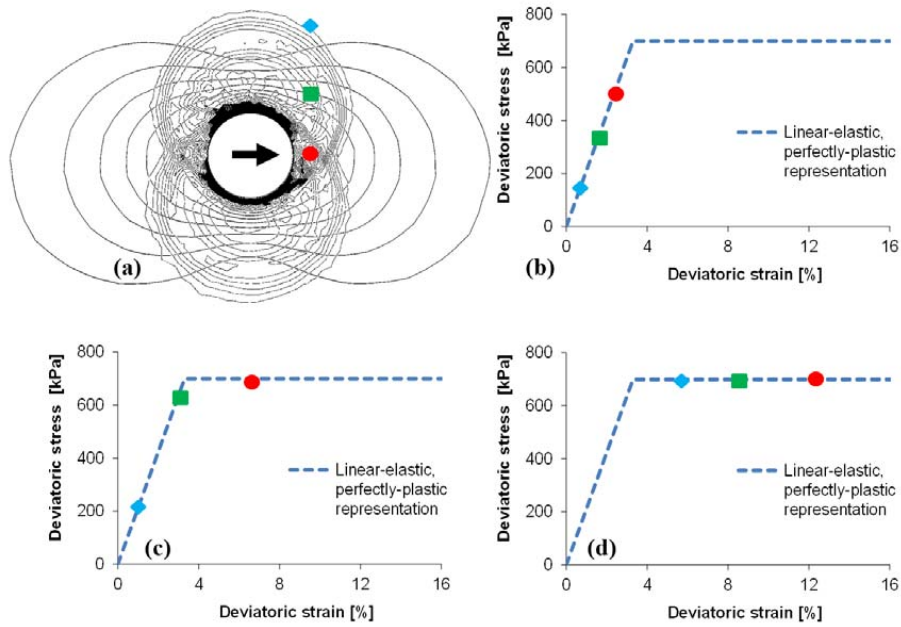 (a)
Deviatoric stress [kPa]
800
600
400
200
0
0 4 8 12 16
Deviatoric strain [%]
Linear-elastic,
perfectly-plastic
representation
(b)
Deviatoric stress [kPa]
800
600
400
200
0
0 4 8 12 16
Deviatoric strain [%]
Linear-elastic,
perfectly-plastic
representation
(c)
Deviatoric stress [kPa]
800
600
400
200
0
0 4 8 12 16
Deviatoric strain [%]
Linear-elastic,
perfectly-plastic
representation
(d)